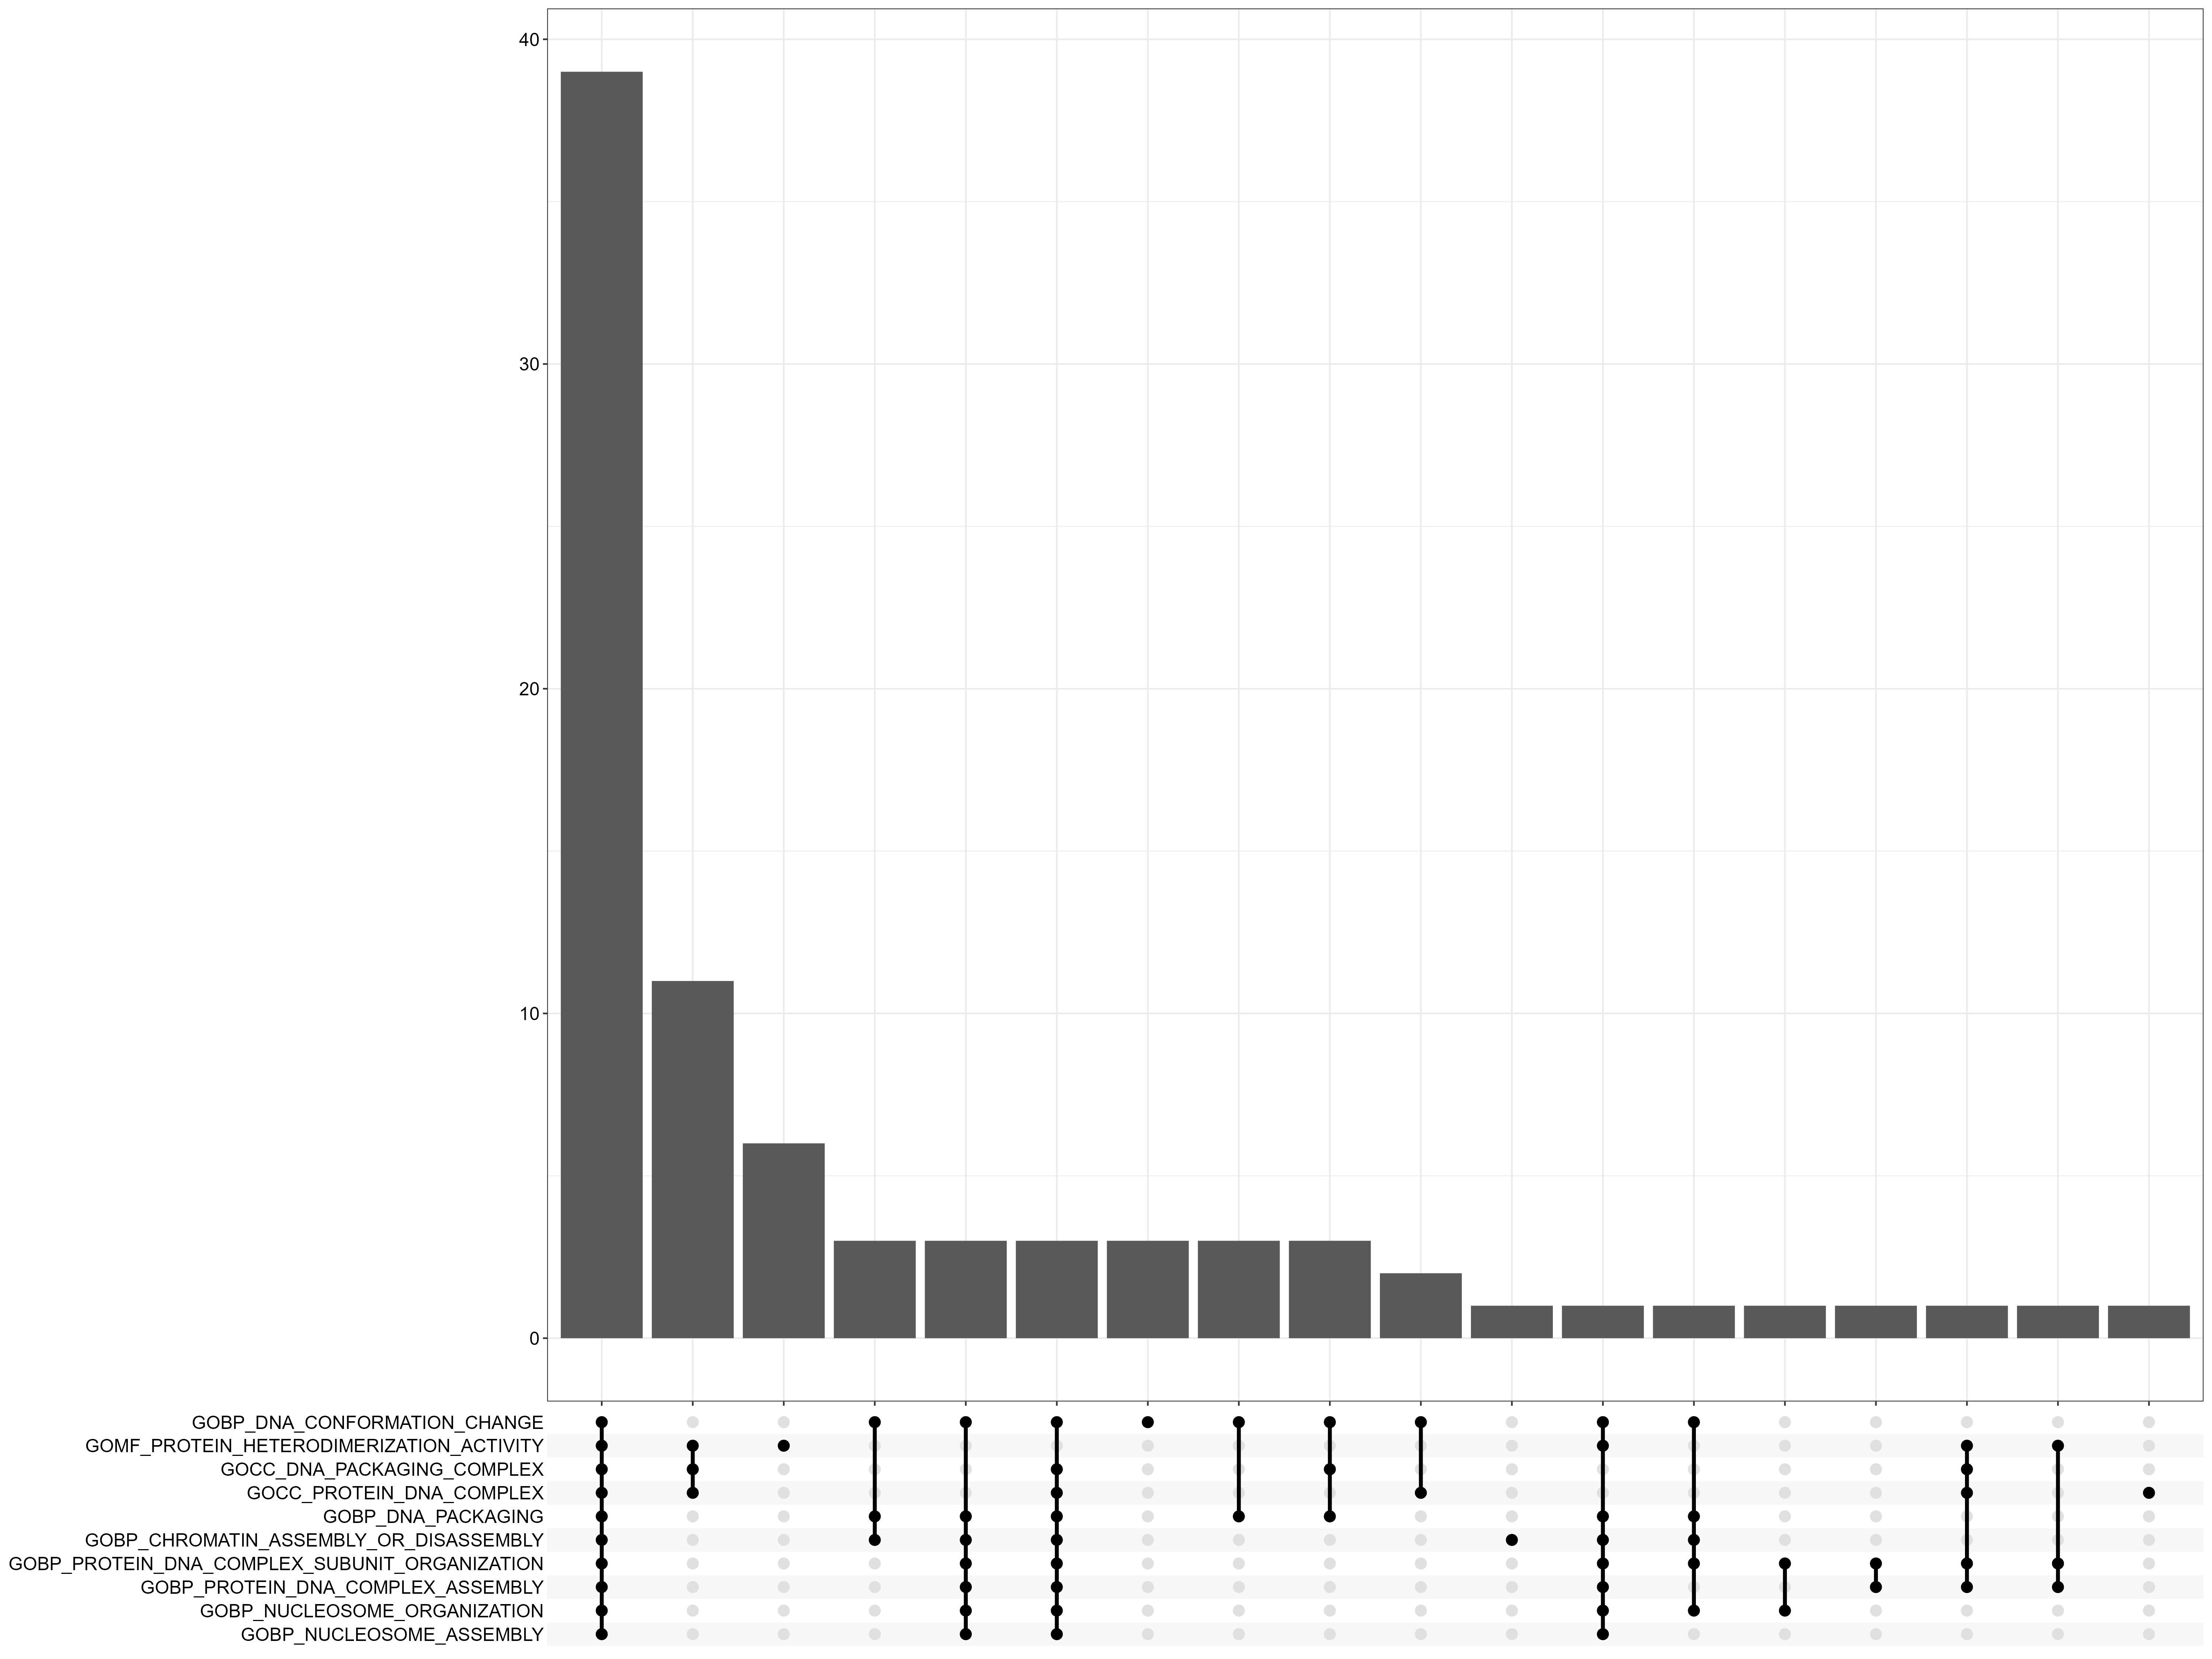 40
30
20
10
0
GOBP_DNA_CONFORMATION_CHANGE
GOMF_PROTEIN_HETERODIMERIZATION_ACTIVITY
GOCC_DNA_PACKAGING_COMPLEX
GOCC_PROTEIN_DNA_COMPLEX
GOBP_DNA_PACKAGING
GOBP_CHROMATIN_ASSEMBLY_OR_DISASSEMBLY
GOBP_PROTEIN_DNA_COMPLEX_SUBUNIT_ORGANIZATION
GOBP_PROTEIN_DNA_COMPLEX_ASSEMBLY
GOBP_NUCLEOSOME_ORGANIZATION
GOBP_NUCLEOSOME_ASSEMBLY